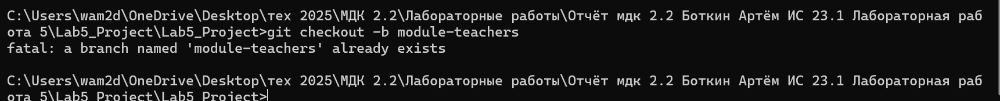 C:\Users\wam2d\OneDrive\Desktop\тех 2025\МДК 2.2\Лабораторные работы\Отчёт мдк 2.2 Боткин Артём ИС 23.1 Лабораторная раб
ота 5\Lab5_Project\Lab5_Project>git checkout -b module-teachers
fatal: a branch named 'module-teachers' already exists
C:\Users\wam2d\OneDrive\Desktop\тех 2025\МДК 2.2\Лабораторные работы\Отчёт мдк 2.2 Боткин Артём ИС 23.1 Лабораторная раб
ота 5\Lab5_Project\Lab5_Project>